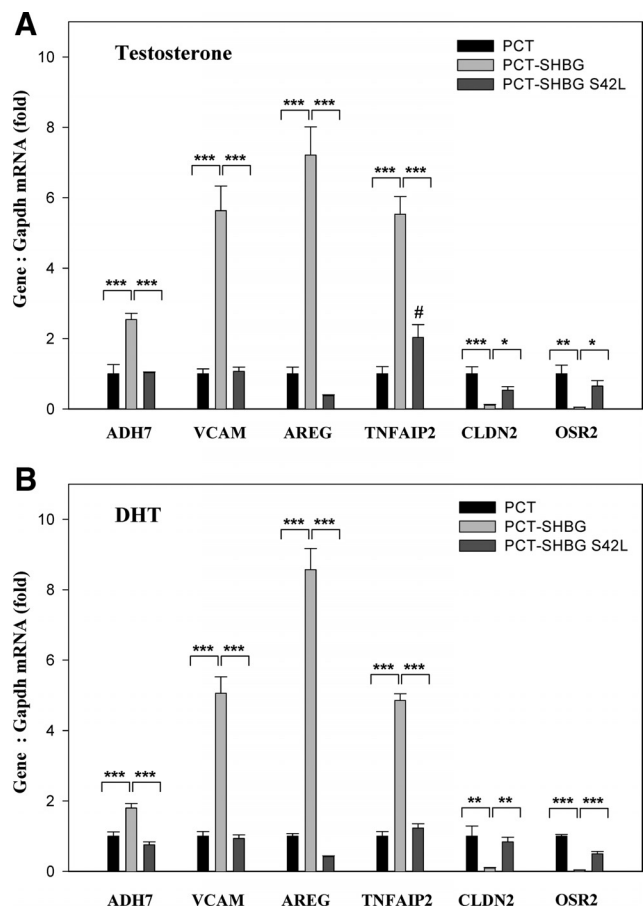 A
Testosterone
PCT
PCT-SHBG
PCT-SHBG S42L
Gene : Gapdh mRNA (fold)
10
8
6
4
2
0
*** ***
*** ***
*** ***
*** ***
#
*** *
** *
ADH7 VCAM AREG TNFAIP2 CLDN2 OSR2
B
DHT
PCT
PCT-SHBG
PCT-SHBG S42L
Gene : Gapdh mRNA (fold)
10
8
6
4
2
0
*** ***
*** ***
*** ***
*** ***
** **
*** ***
ADH7 VCAM AREG TNFAIP2 CLDN2 OSR2